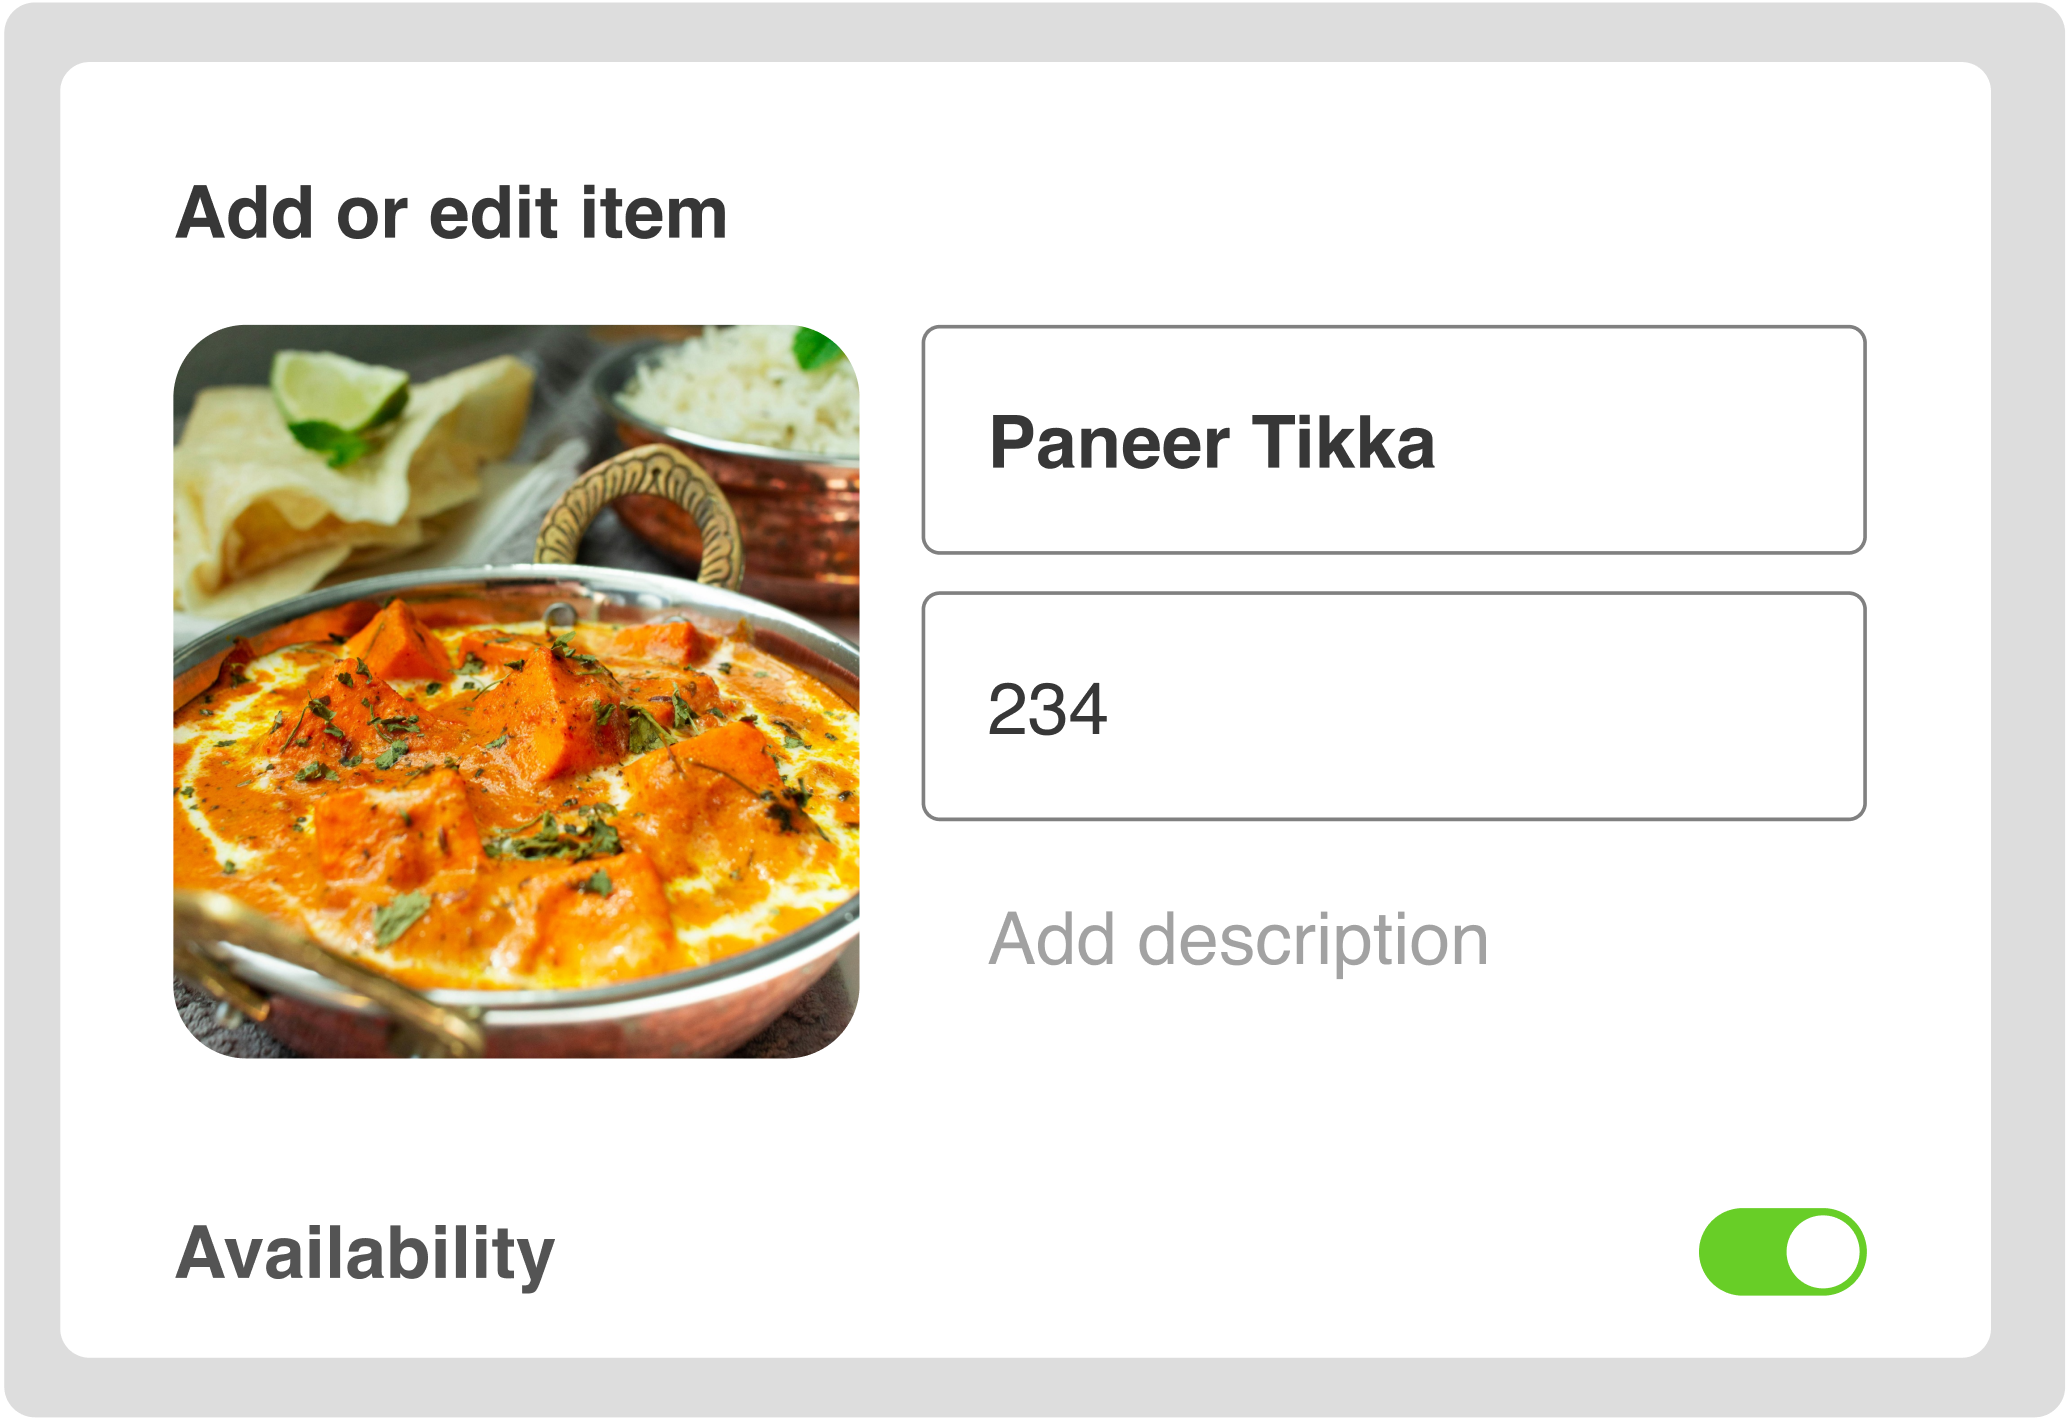 Add or edit item
Paneer Tikka
234
Add description
Availability